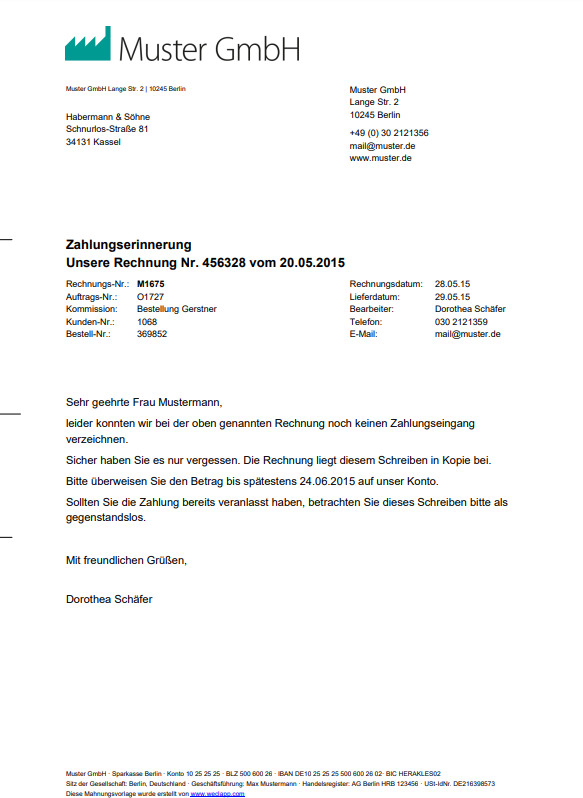 Muster GmbH
Muster GmbH Lange Str. 2 | 10245 Berlin
Habermann & Söhne
Schnurlos-Straße 81
34131 Kassel
Muster GmbH
Lange Str. 2
10245 Berlin
+49 (0) 30 2121356
mail@muster.de
www.muster.de
Zahlungserinnerung
Unsere Rechnung Nr. 456328 vom 20.05.2015
Rechnungs-Nr.: M1675 Rechnungsdatum: 28.05.15
Auftrags-Nr.: O1727 Lieferdatum: 29.05.15
Kommission: Bestellung Gerstner Bearbeiter: Dorothea Schäfer
Kunden-Nr.: 1068 Telefon: 030 2121359
Bestell-Nr.: 369852 E-Mail: mail@muster.de
Sehr geehrte Frau Mustermann,
leider konnten wir bei der oben genannten Rechnung noch keinen Zahlungseingang
verzeichnen.
Sicher haben Sie es nur vergessen. Die Rechnung liegt diesem Schreiben in Kopie bei.
Bitte überweisen Sie den Betrag bis spätestens 24.06.2015 auf unser Konto.
Sollten Sie die Zahlung bereits veranlasst haben, betrachten Sie dieses Schreiben bitte als
gegenstandslos.
Mit freundlichen Grüßen,
Dorothea Schäfer
Muster GmbH · Sparkasse Berlin · Konto 10 25 25 25 · BLZ 500 600 26 · IBAN DE10 25 25 25 500 600 26 02· BIC HERAKLES02
Sitz der Gesellschaft: Berlin, Deutschland · Geschäftsführung: Max Mustermann · Handelsregister: AG Berlin HRB 123456 · USt-IdNr. DE216398573
Diese Mahnungsvorlage wurde erstellt von www.weclapp.com